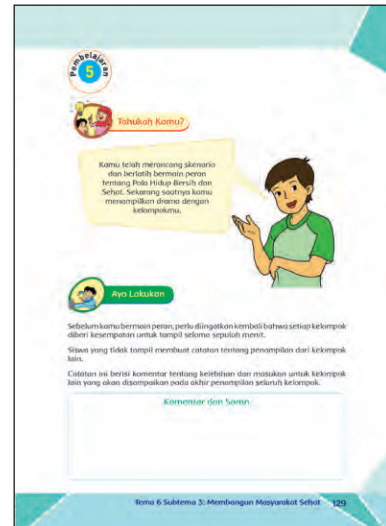 Pembelajaran
5
Tahukah Kamu?
Kamu telah merancang skenario
dan berlatih bermain peran
tentang Pola Hidup Bersih dan
Sehat. Sekarang saatnya kamu
menampilkan drama dengan
kelompokmu.
Ayo Lakukan
Sebelum kamu bermain peran, perlu diingatkan kembali bahwa setiap kelompok
diberi kesempatan untuk tampil selama sepuluh menit.
Siswa yang tidak tampil membuat catatan tentang penampilan dari kelompok
lain.
Catatan ini berisi komentar tentang kelebihan dan masukan untuk kelompok
lain yang akan disampaikan pada akhir penampilan seluruh kelompok.
Komentar dan Saran
Tema 6 Subtema 3: Membangun Masyarakat Sehat 129